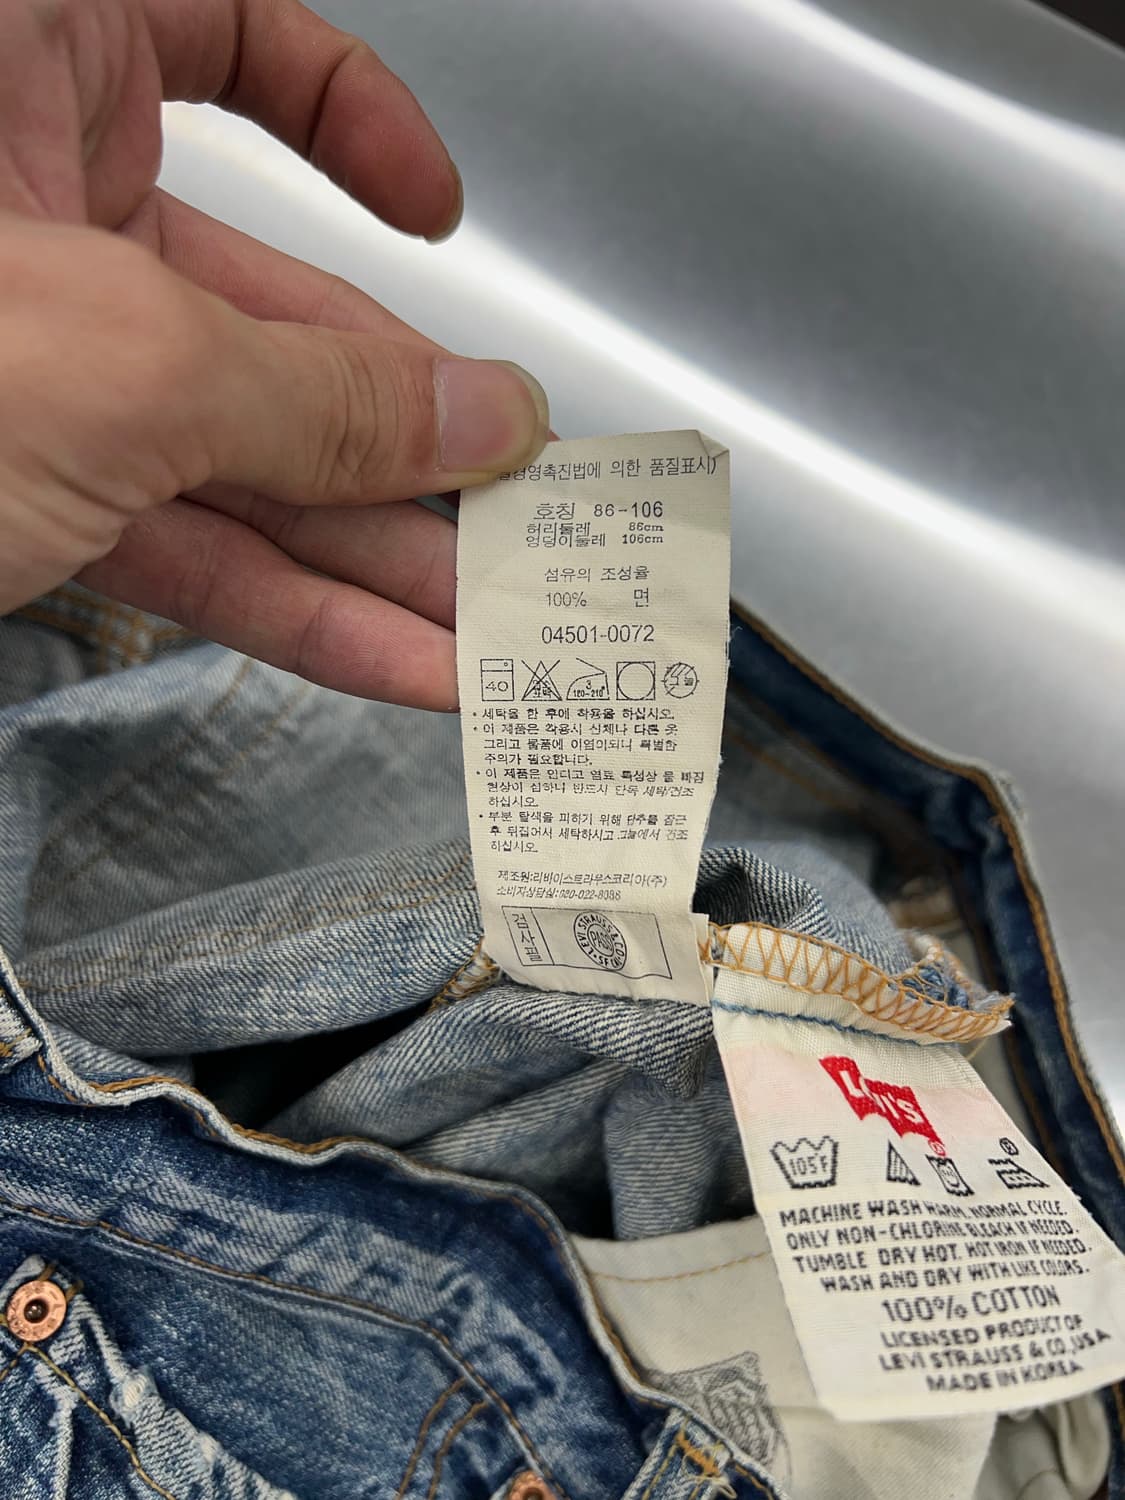 경영촉진법에 의한 품질표시)
호칭 86-106
허리둘레 86cm
엉덩이둘레 106cm
섬유의 조성율
100% 면
04501-0072
40
3
180-210°
• 세탁을 한 후에 착용을 하십시오.
• 이 제품은 착용시 신체나 다른 옷
그리고 물품에 이염이되니 특별한
주의가 필요합니다.
• 이 제품은 인디고 염료 특성상 물 빠짐
현상이 심하니 반드시 단독 세탁/건조
하십시오.
• 부분 탈색을 피하기 위해 단추를 잠근
후 뒤집어서 세탁하시고 그늘에서 건조
하십시오.
제조원:리바이스트라우스코리아(주)
소비자상담실:080-022-8086
검사필
LEVI STRAUSS & CO.
PASS
LEVI'S
105°F
MACHINE WASH WARM. NORMAL CYCLE.
ONLY NON-CHLORINE BLEACH IF NEEDED.
TUMBLE DRY HOT. HOT IRON IF NEEDED.
WASH AND DRY WITH LIKE COLORS.
100% COTTON
LICENSED PRODUCT OF
LEVI STRAUSS & CO., USA
MADE IN KOREA